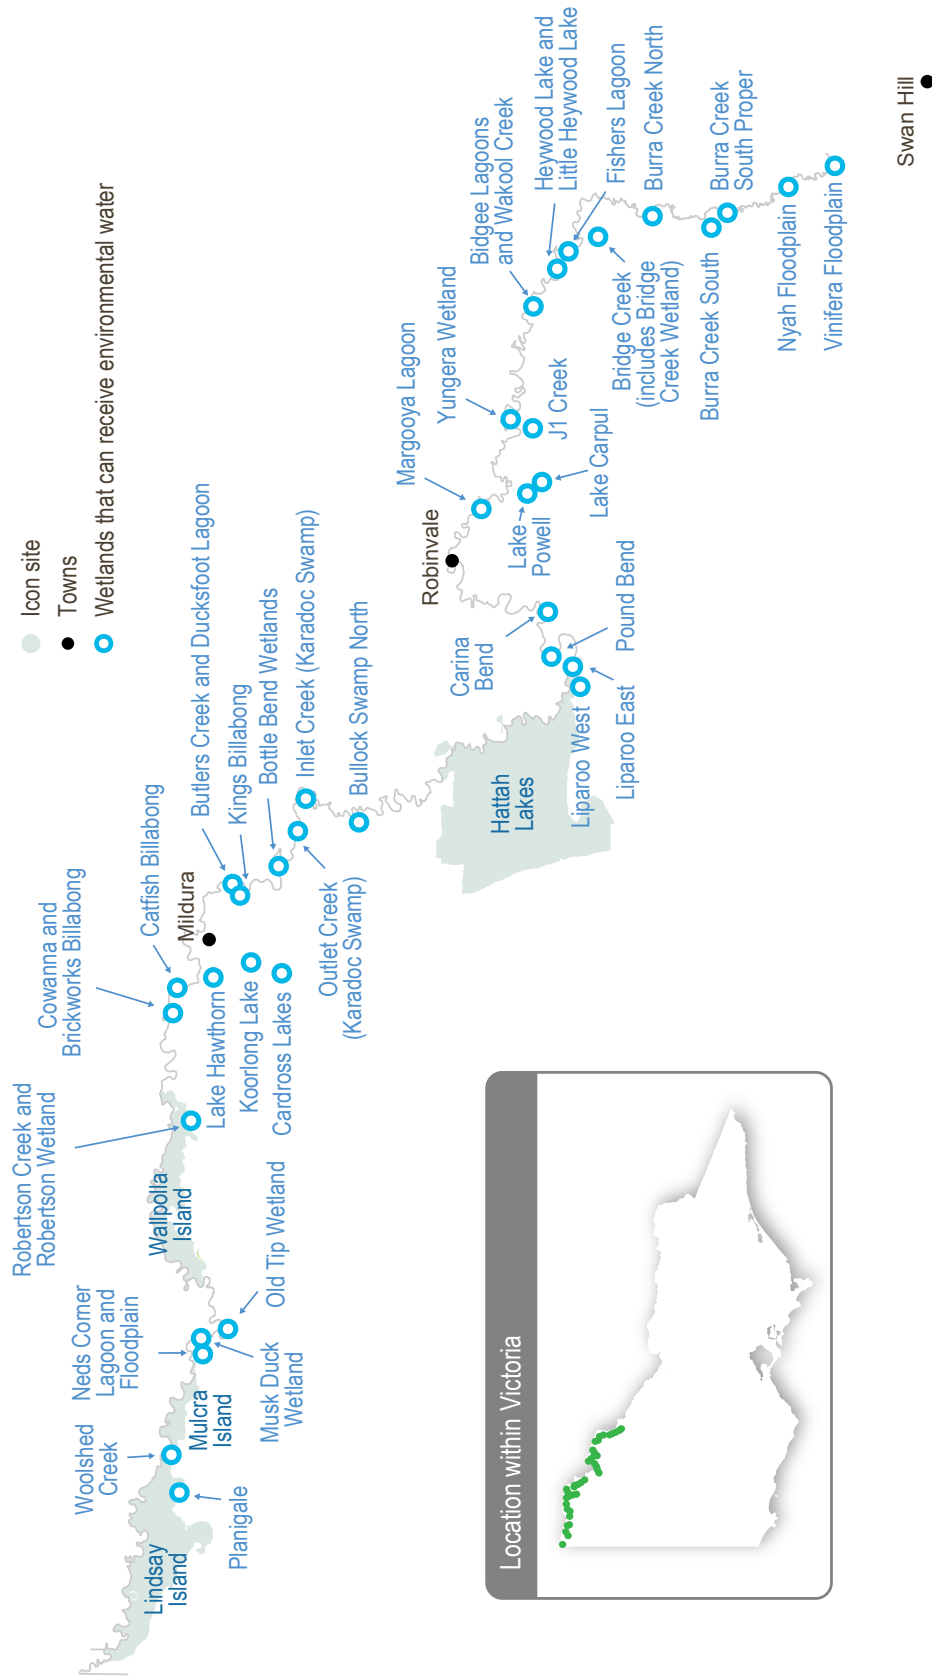 Icon site
Towns
Wetlands that can receive environmental water
Lindsay
Island
Planigale
Woolshed
Creek
Mulcra
Island
Neds Corner
Lagoon and
Floodplain
Musk Duck
Wetland
Old Tip Wetland
Wallpolla
Island
Robertson Creek and
Robertson Wetland
Cowanna and
Brickworks Billabong
Catfish Billabong
Mildura
Lake Hawthorn
Koorlong Lake
Cardross Lakes
Butlers Creek and Ducksfoot Lagoon
Kings Billabong
Bottle Bend Wetlands
Inlet Creek (Karadoc Swamp)
Outlet Creek
(Karadoc Swamp)
Bullock Swamp North
Hattah
Lakes
Liparoo West
Liparoo East
Pound Bend
Carina
Bend
Robinvale
Margooya Lagoon
Lake
Powell
Lake Carpul
Yungera Wetland
J1 Creek
Bidgee Lagoons
and Wakool Creek
Heywood Lake and
Little Heywood Lake
Fishers Lagoon
Bridge Creek
(includes Bridge
Creek Wetland)
Burra Creek North
Burra Creek South
Burra Creek
South Proper
Nyah Floodplain
Vinifera Floodplain
Swan Hill
Location within Victoria